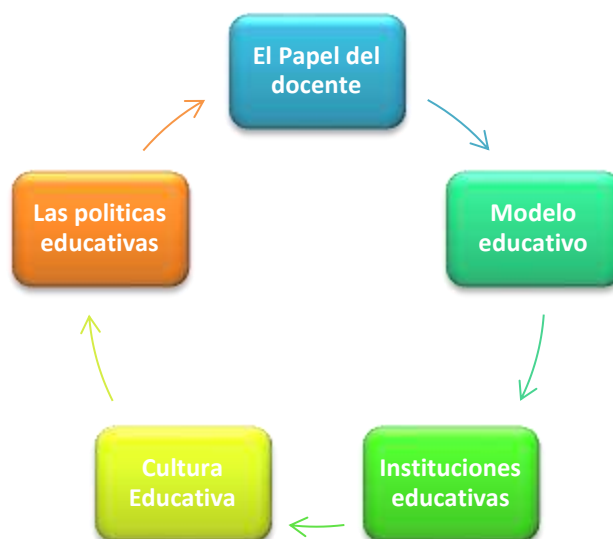 El Papel del
docente
Modelo
educativo
Instituciones
educativas
Cultura
Educativa
Las politicas
educativas